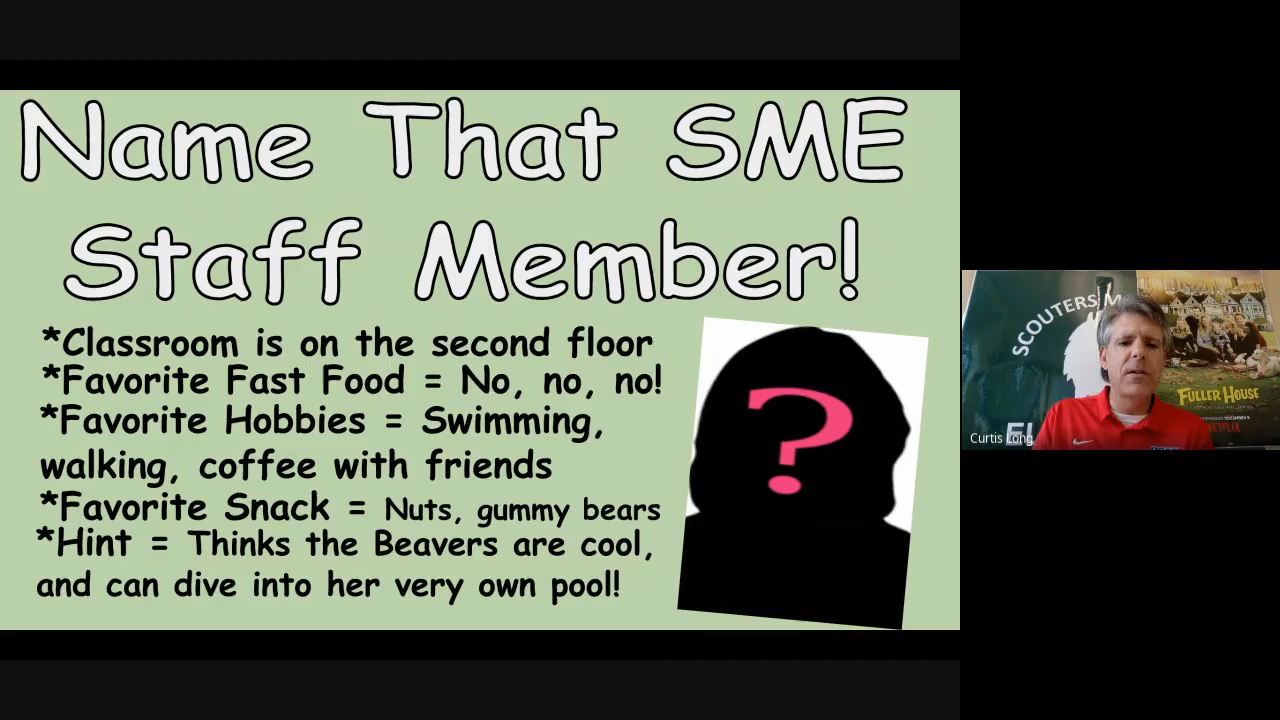 Name That SME
Staff Member!
*Classroom is on the second floor
*Favorite Fast Food = No, no, no!
*Favorite Hobbies = Swimming,
walking, coffee with friends
*Favorite Snack = Nuts, gummy bears
*Hint = Thinks the Beavers are cool,
and can dive into her very own pool!
?
SCOUTERS M
FULLER HOUSE
NETFLIX
Curtis Long